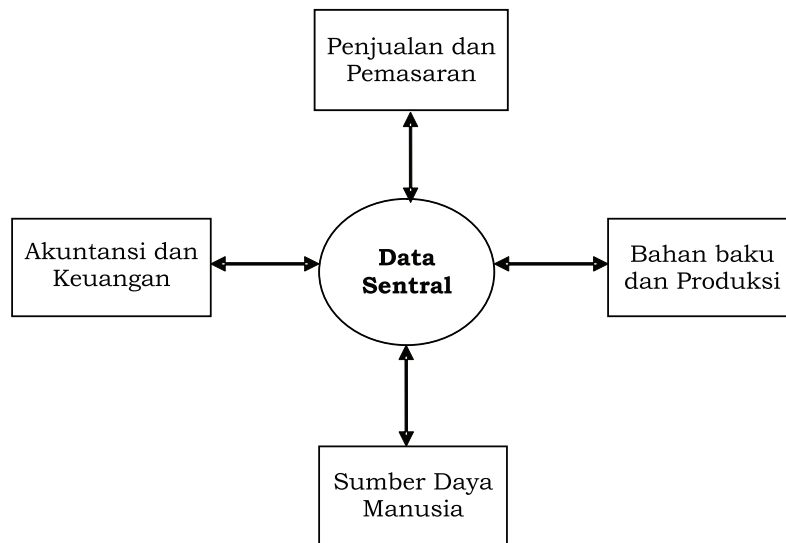 Penjualan dan
Pemasaran
Akuntansi dan
Keuangan
Data
Sentral
Bahan baku
dan Produksi
Sumber Daya
Manusia